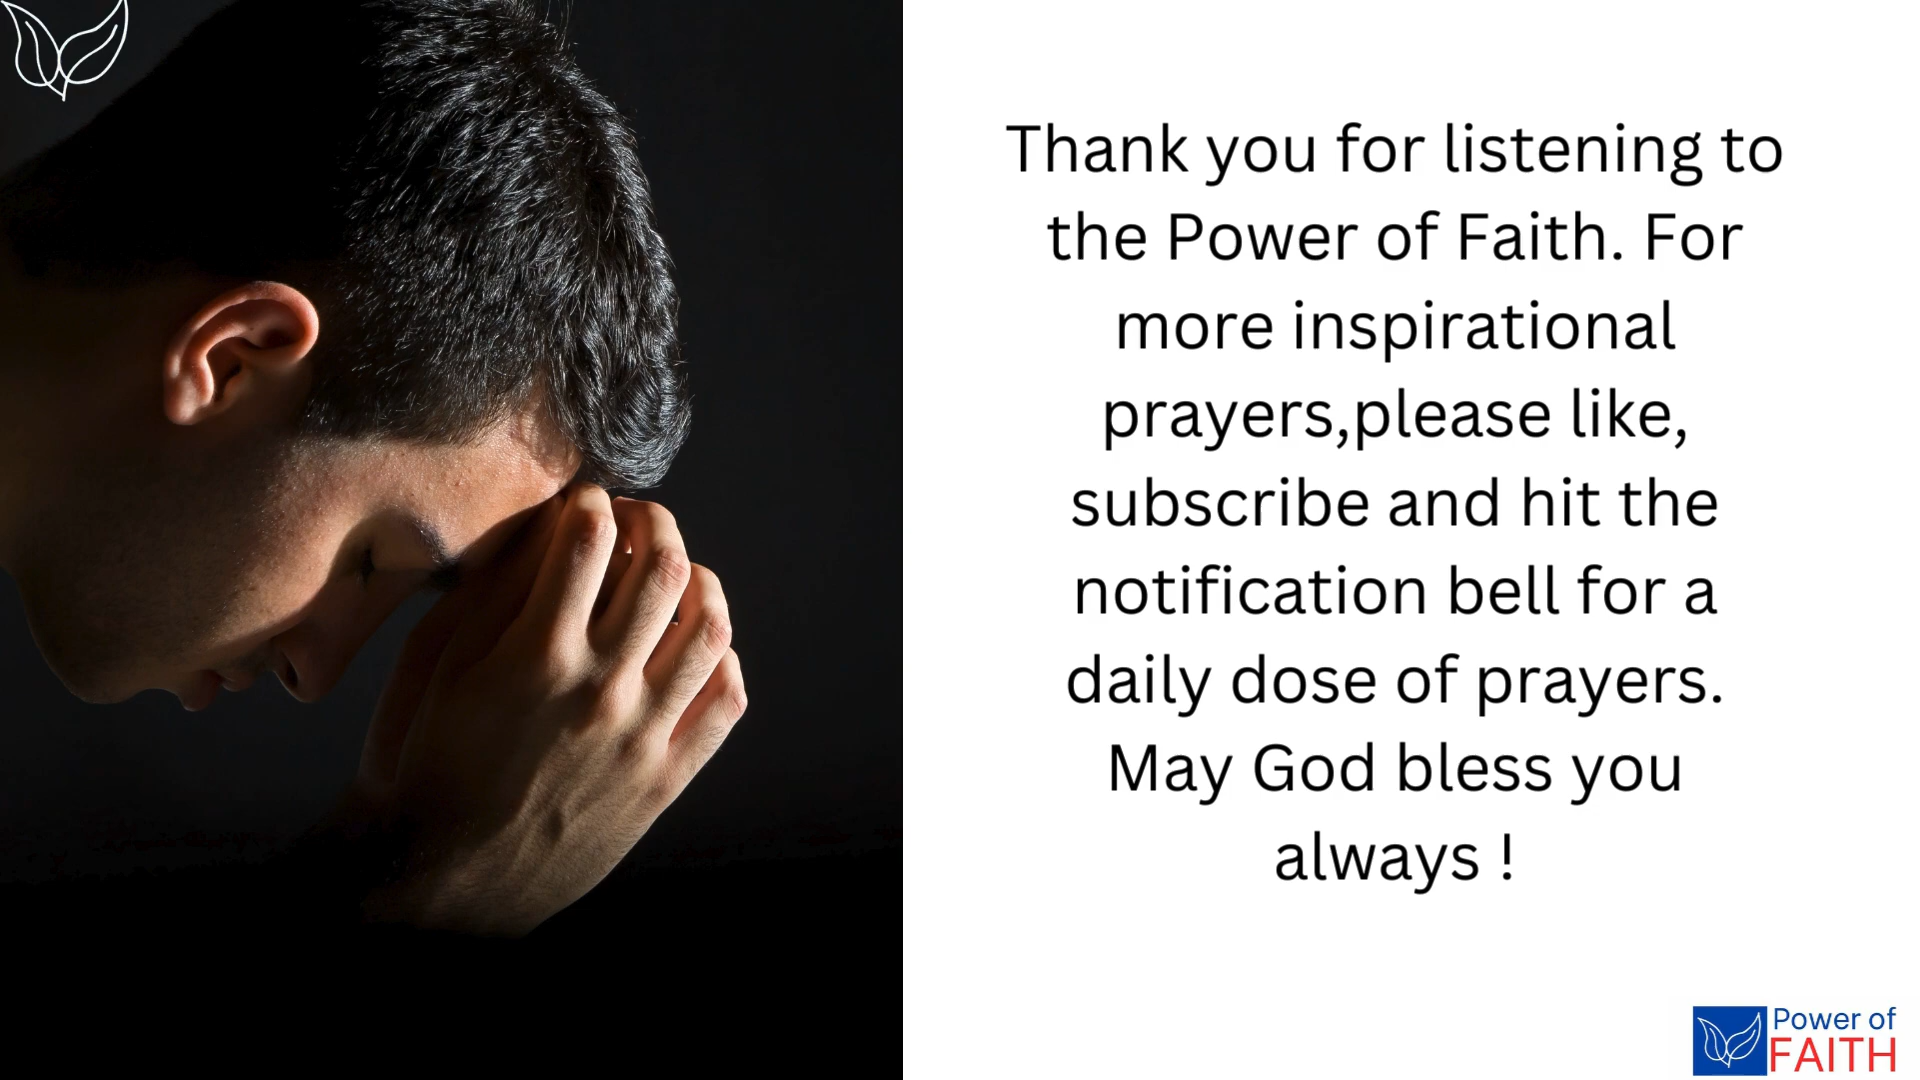 Thank you for listening to
the Power of Faith. For
more inspirational
prayers,please like,
subscribe and hit the
notification bell for a
daily dose of prayers.
May God bless you
always !
Power of
FAITH